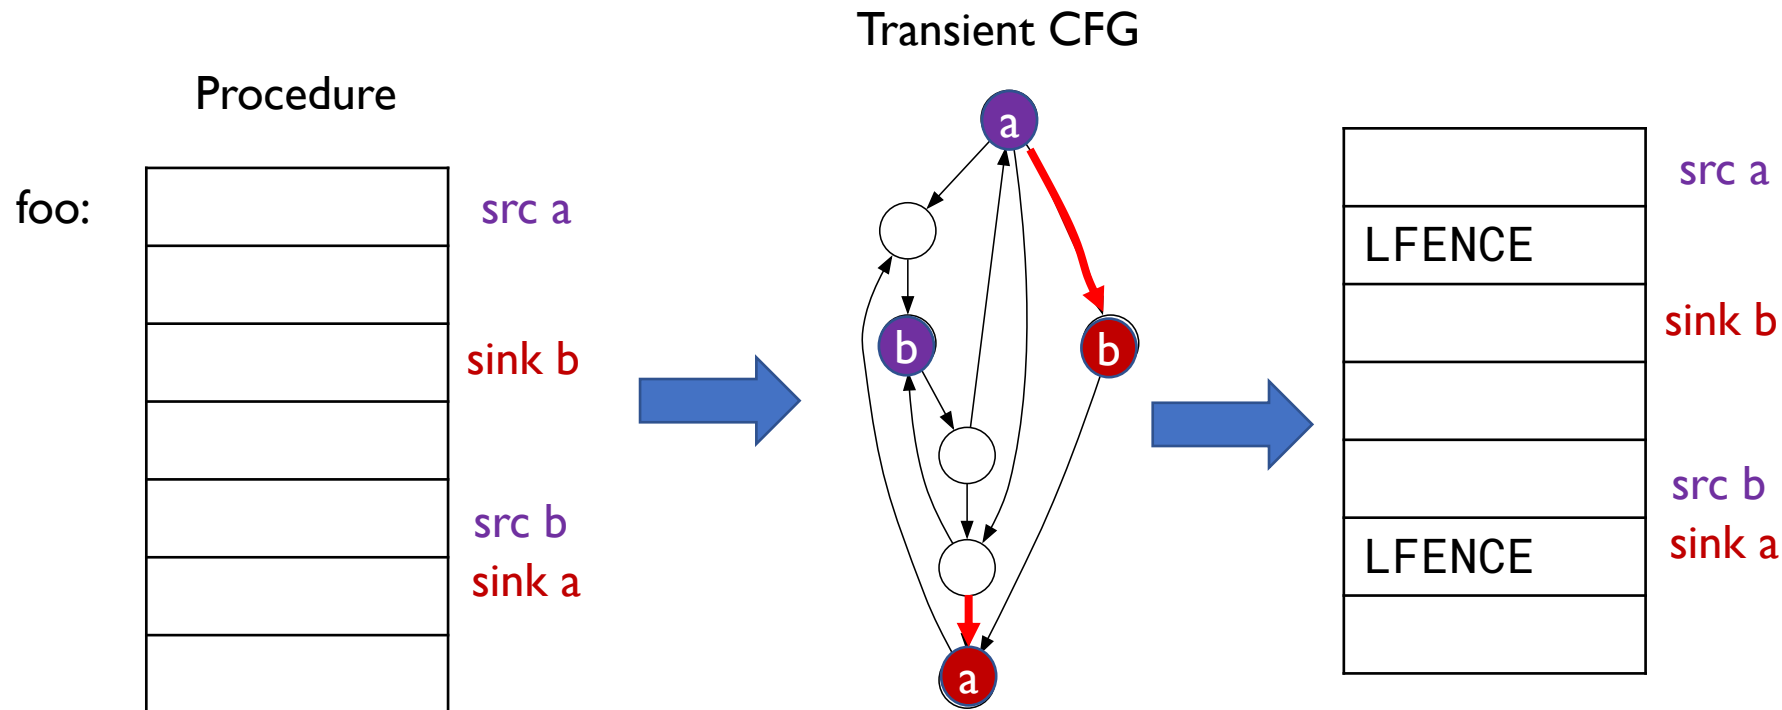 Transient CFG
Procedure
foo:
src a
sink b
src b
sink a
a
b
b
a
src a
LFENCE
sink b
src b
LFENCE
sink a